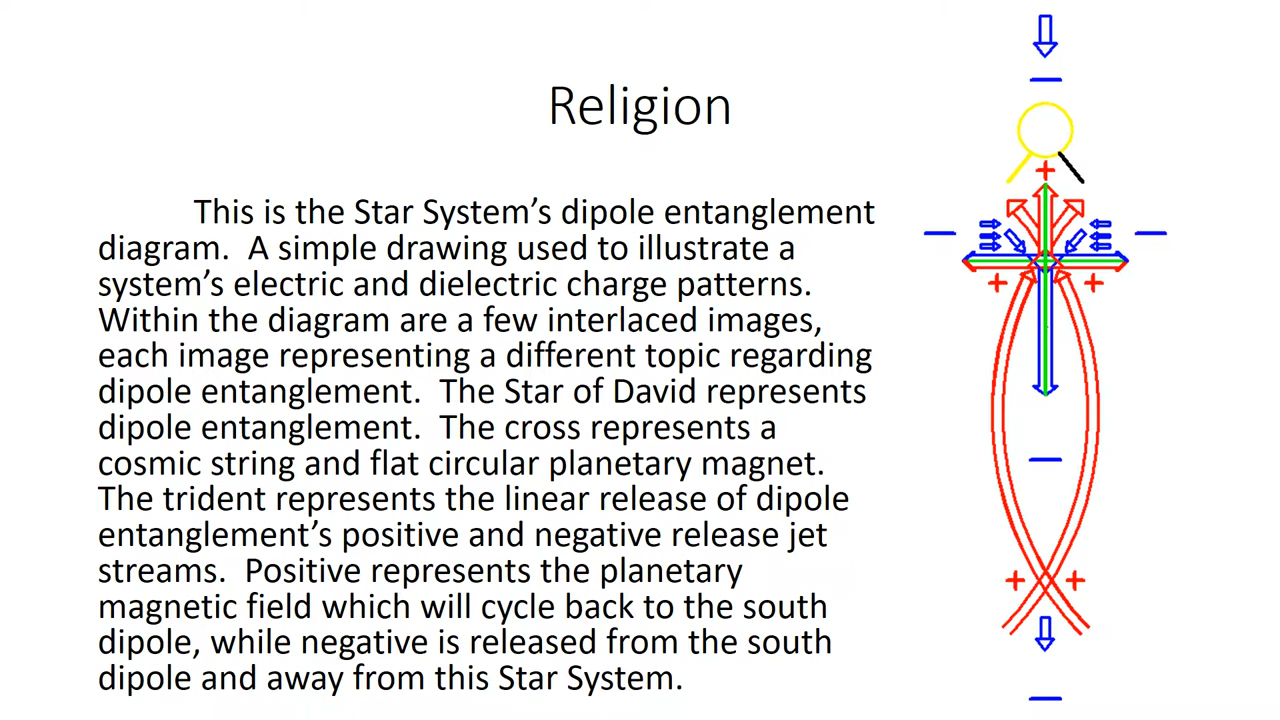 Religion
This is the Star System’s dipole entanglement
diagram.  A simple drawing used to illustrate a
system’s electric and dielectric charge patterns.
Within the diagram are a few interlaced images,
each image representing a different topic regarding
dipole entanglement.  The Star of David represents
dipole entanglement.  The cross represents a
cosmic string and flat circular planetary magnet.
The trident represents the linear release of dipole
entanglement’s positive and negative release jet
streams.  Positive represents the planetary
magnetic field which will cycle back to the south
dipole, while negative is released from the south
dipole and away from this Star System.